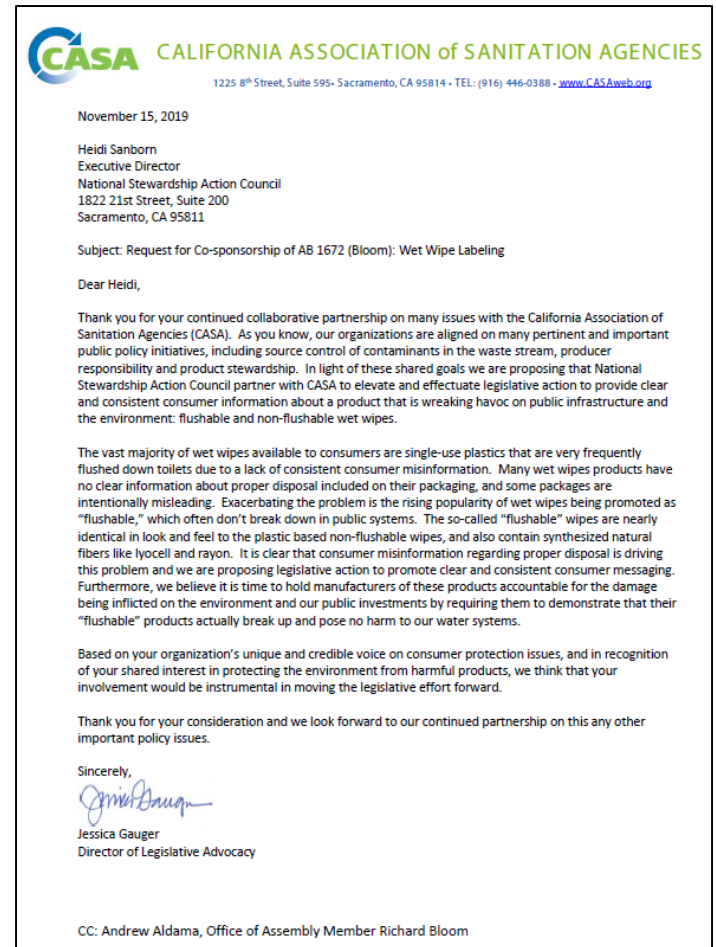 CASA CALIFORNIA ASSOCIATION of SANITATION AGENCIES
1225 8th Street, Suite 595• Sacramento, CA 95814 • TEL: (916) 446-0388 • www.CASAweb.org
November 15, 2019
Heidi Sanborn
Executive Director
National Stewardship Action Council
1822 21st Street, Suite 200
Sacramento, CA 95811
Subject: Request for Co-sponsorship of AB 1672 (Bloom): Wet Wipe Labeling
Dear Heidi,
Thank you for your continued collaborative partnership on many issues with the California Association of
Sanitation Agencies (CASA).  As you know, our organizations are aligned on many pertinent and important
public policy initiatives, including source control of contaminants in the waste stream, producer
responsibility and product stewardship.  In light of these shared goals we are proposing that National
Stewardship Action Council partner with CASA to elevate and effectuate legislative action to provide clear
and consistent consumer information about a product that is wreaking havoc on public infrastructure and
the environment: flushable and non-flushable wet wipes.
The vast majority of wet wipes available to consumers are single-use plastics that are very frequently
flushed down toilets due to a lack of consistent consumer misinformation.  Many wet wipes products have
no clear information about proper disposal included on their packaging, and some packages are
intentionally misleading.  Exacerbating the problem is the rising popularity of wet wipes being promoted as
“flushable,” which often don’t break down in public systems.  The so-called “flushable” wipes are nearly
identical in look and feel to the plastic based non-flushable wipes, and also contain synthesized natural
fibers like lyocell and rayon.  It is clear that consumer misinformation regarding proper disposal is driving
this problem and we are proposing legislative action to promote clear and consistent consumer messaging.
Furthermore, we believe it is time to hold manufacturers of these products accountable for the damage
being inflicted on the environment and our public investments by requiring them to demonstrate that their
“flushable” products actually break up and pose no harm to our water systems.
Based on your organization’s unique and credible voice on consumer protection issues, and in recognition
of your shared interest in protecting the environment from harmful products, we think that your
involvement would be instrumental in moving the legislative effort forward.
Thank you for your consideration and we look forward to our continued partnership on this any other
important policy issues.
Sincerely,
Jessica Gauger
Director of Legislative Advocacy
CC: Andrew Aldama, Office of Assembly Member Richard Bloom